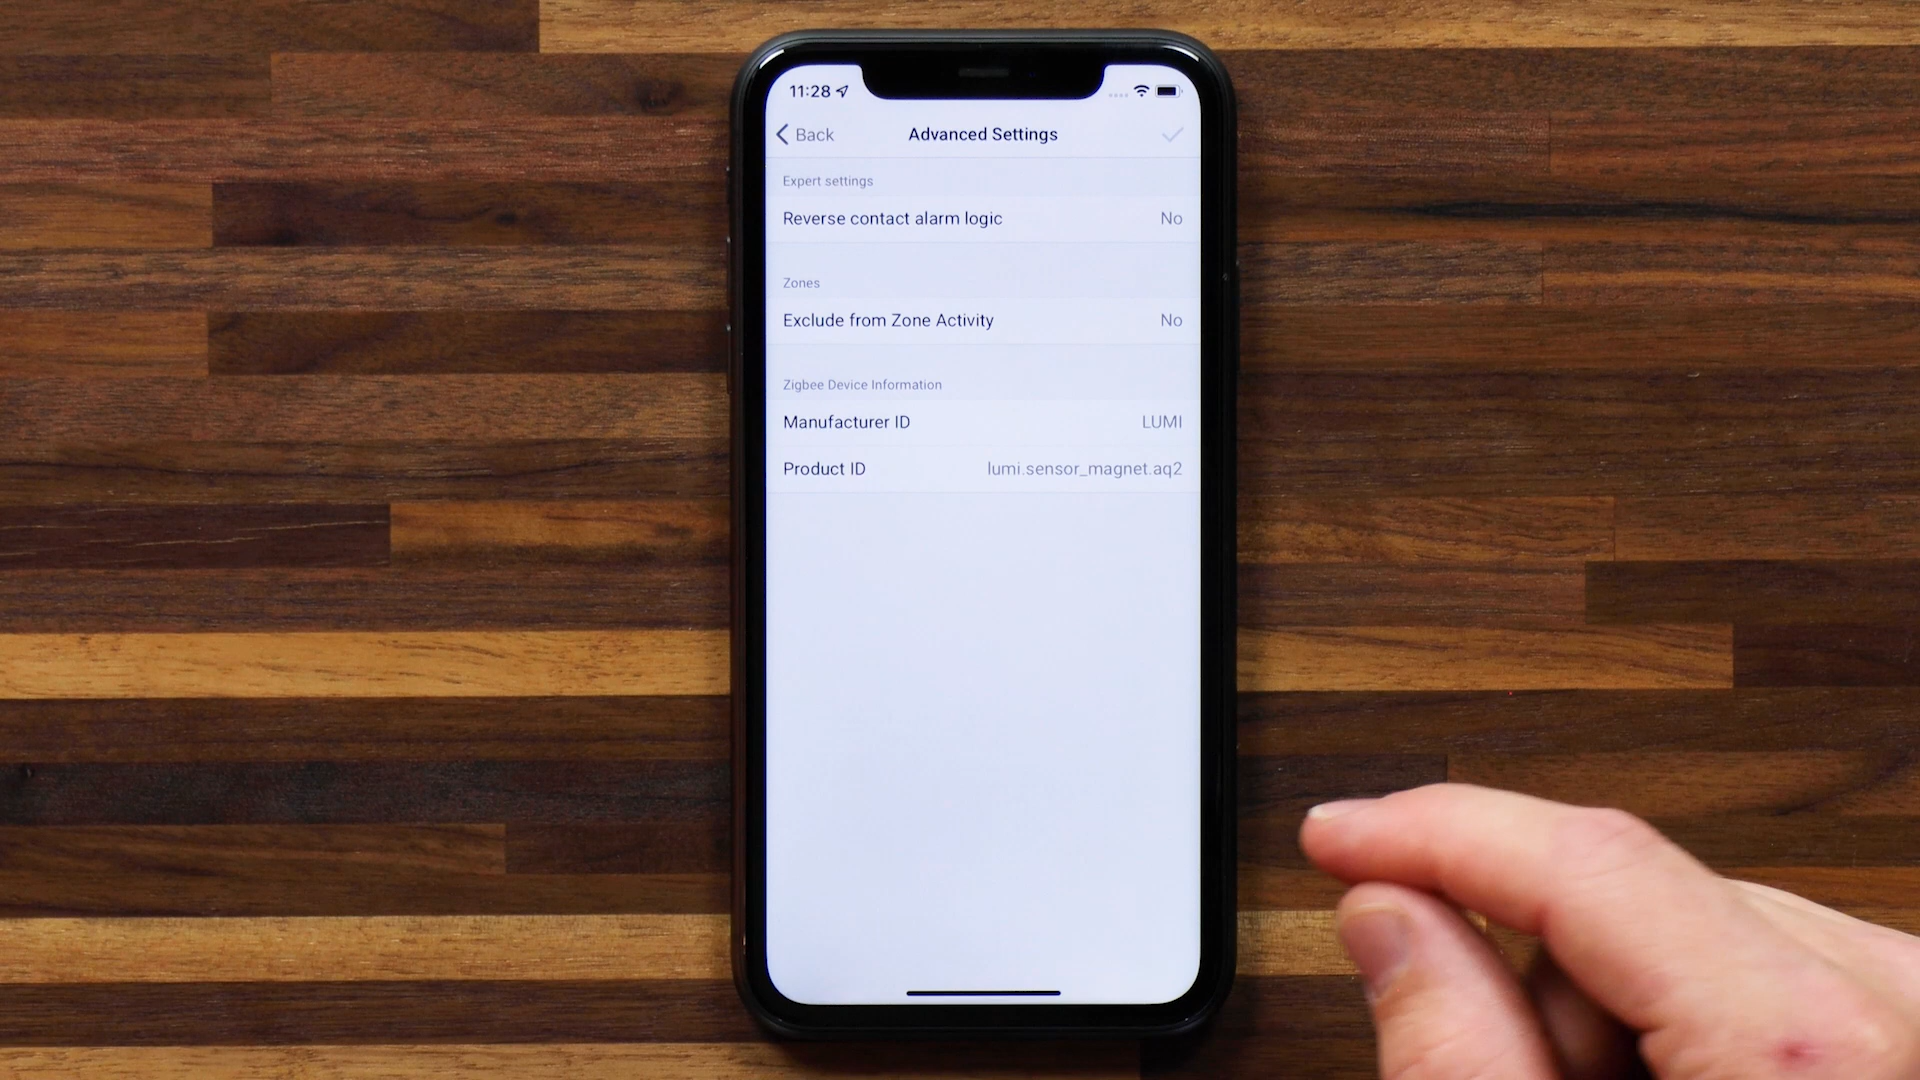 11:28
Back
Advanced Settings
Expert settings
Reverse contact alarm logic No
Zones
Exclude from Zone Activity No
Zigbee Device Information
Manufacturer ID LUMI
Product ID lumi.sensor_magnet.aq2